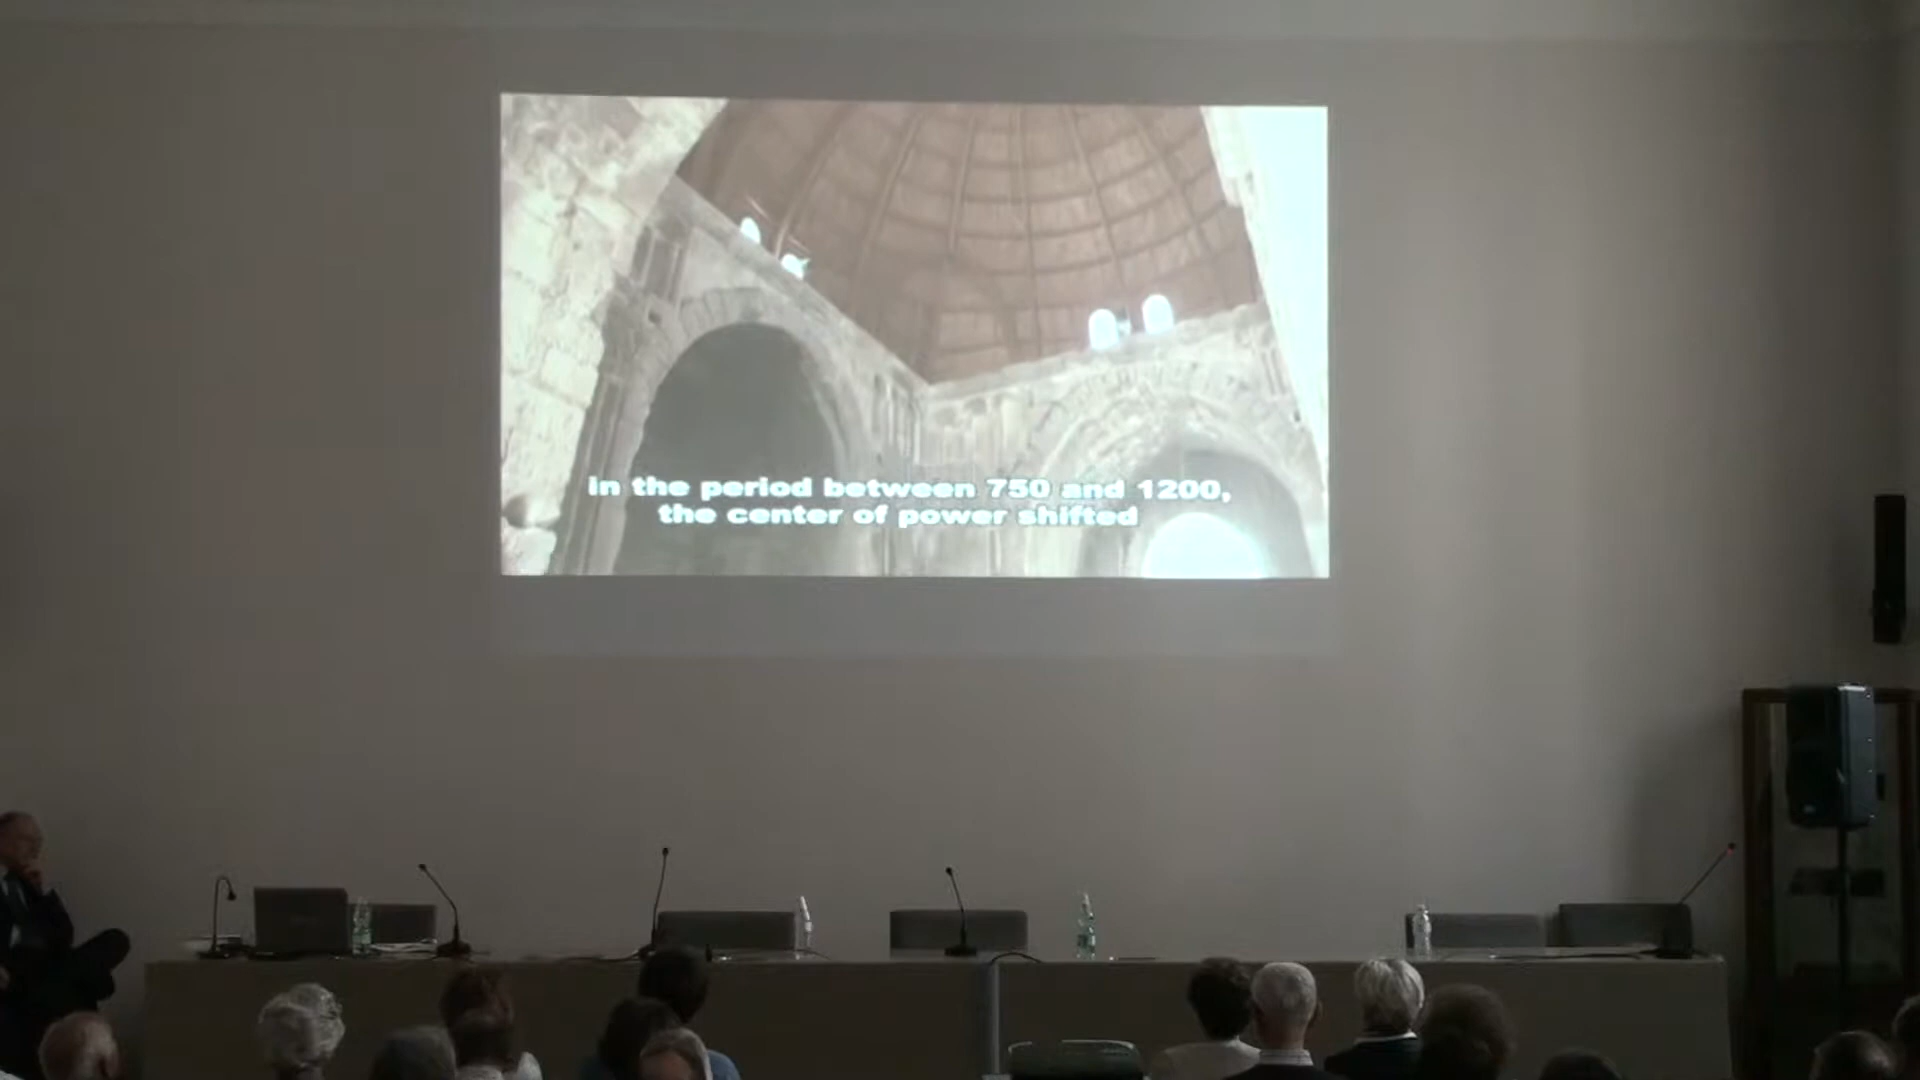 In the period between 750 and 1200,
the center of power shifted